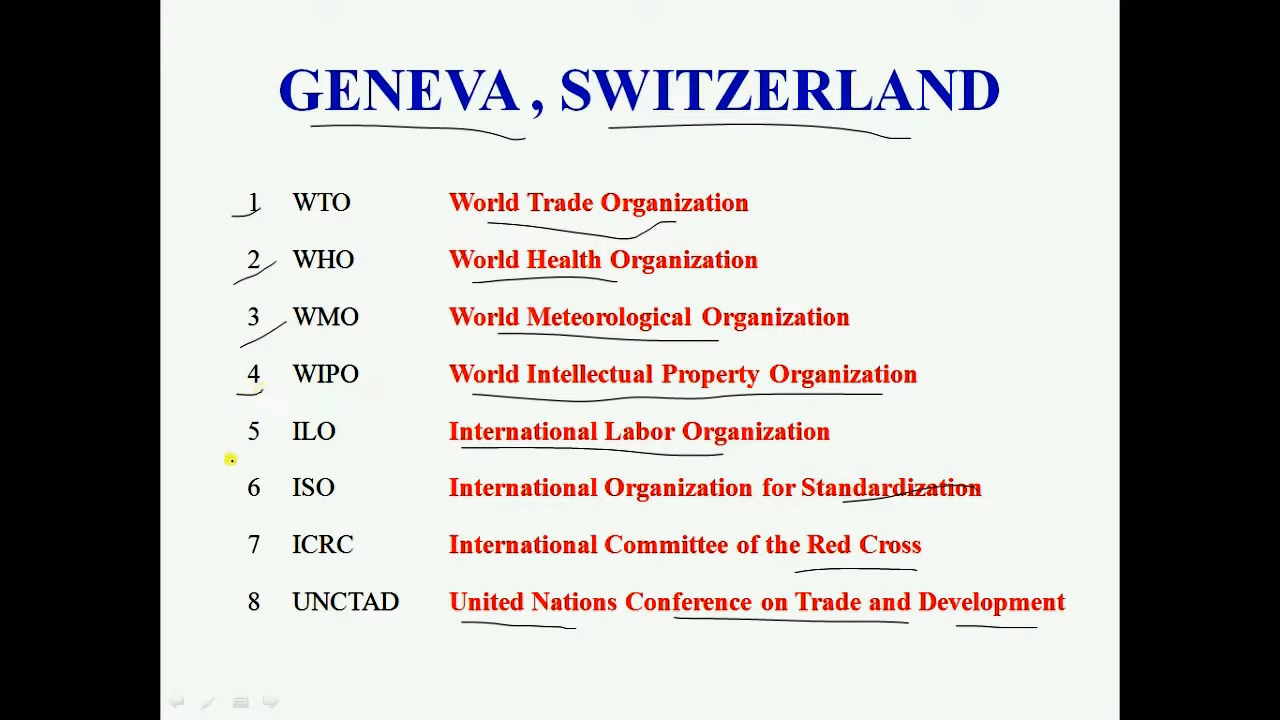 GENEVA , SWITZERLAND
1 WTO World Trade Organization
2 WHO World Health Organization
3 WMO World Meteorological Organization
4 WIPO World Intellectual Property Organization
5 ILO International Labor Organization
6 ISO International Organization for Standardization
7 ICRC International Committee of the Red Cross
8 UNCTAD United Nations Conference on Trade and Development